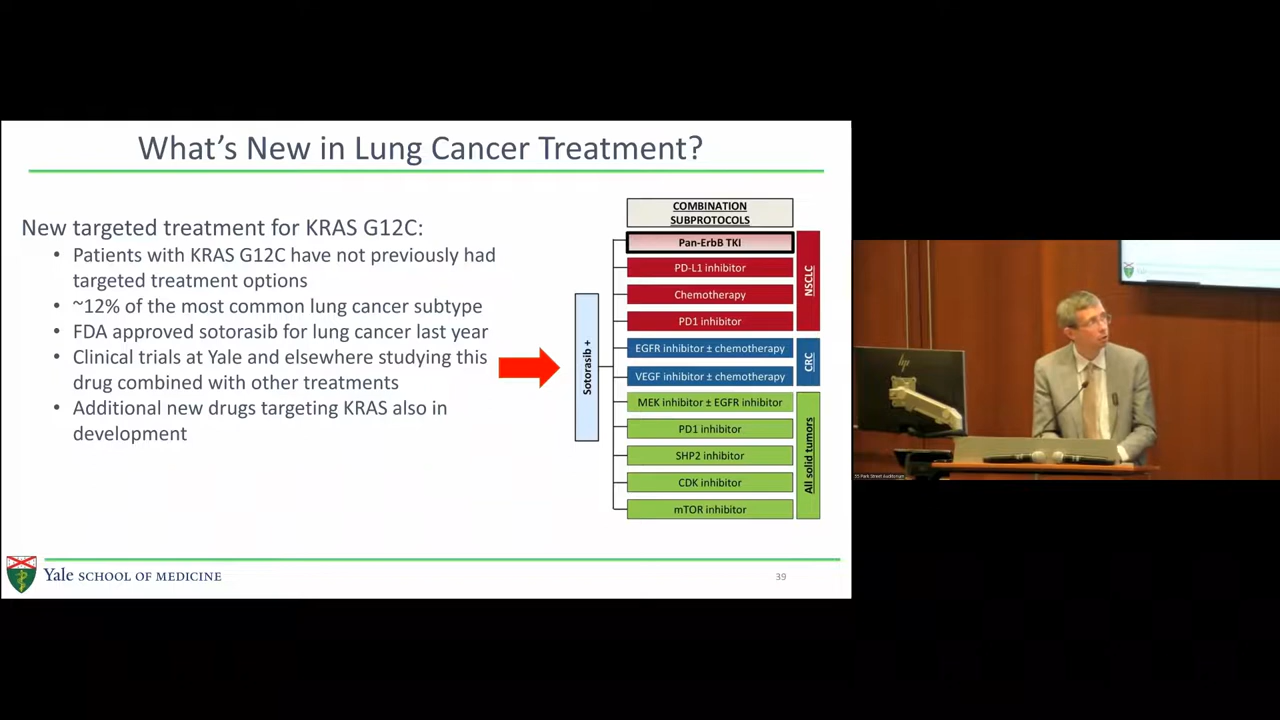 What's New in Lung Cancer Treatment?
New targeted treatment for KRAS G12C:
• Patients with KRAS G12C have not previously had
targeted treatment options
• ~12% of the most common lung cancer subtype
• FDA approved sotorasib for lung cancer last year
• Clinical trials at Yale and elsewhere studying this
drug combined with other treatments
• Additional new drugs targeting KRAS also in
development
Sotorasib +
COMBINATION
SUBPROTOCOLS
Pan-ErbB TKI
PD-L1 inhibitor
Chemotherapy
PD1 inhibitor
NSCLC
EGFR inhibitor ± chemotherapy
VEGF inhibitor ± chemotherapy
CRC
MEK inhibitor ± EGFR inhibitor
PD1 inhibitor
SHP2 inhibitor
CDK inhibitor
mTOR inhibitor
All solid tumors
Yale SCHOOL OF MEDICINE
39
hp
55 Park Street Auditorium